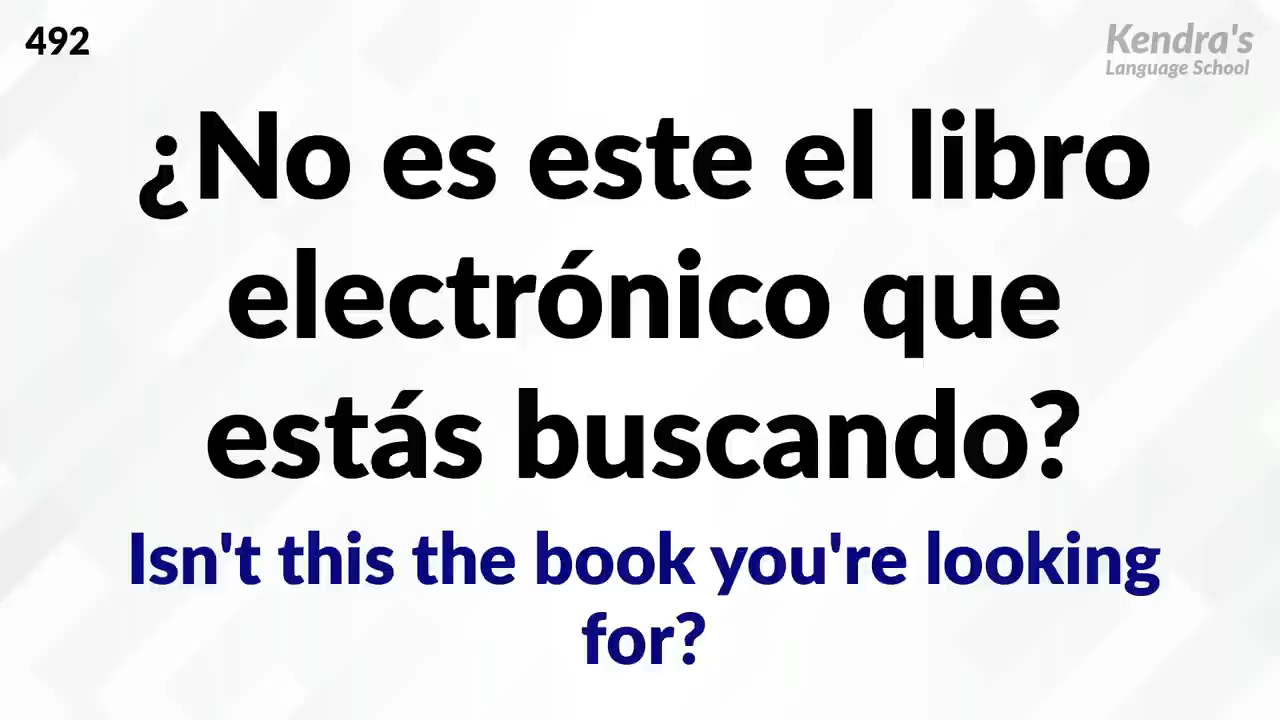 492
Kendra's
Language School
¿No es este el libro
electrónico que
estás buscando?
Isn't this the book you're looking
for?